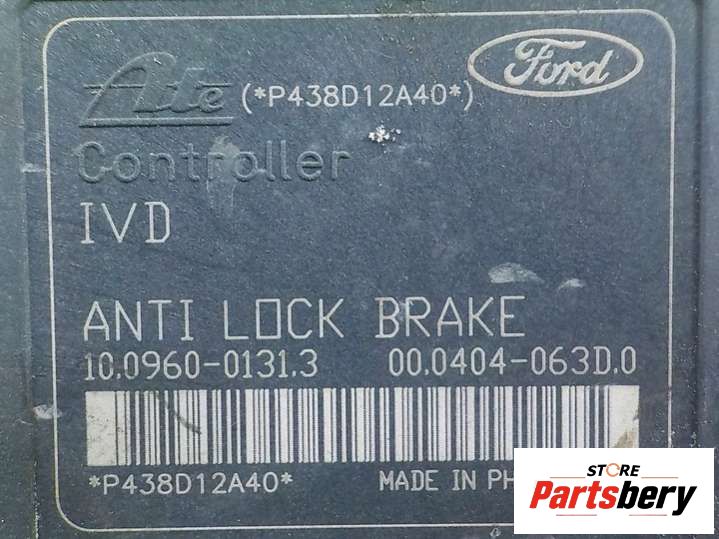 Ate (*P438D12A40*) Ford
Controller
IVD
ANTI LOCK BRAKE
10.0960-0131.3 00.0404-063D.0
*P438D12A40* MADE IN PH
STORE
Partsbery